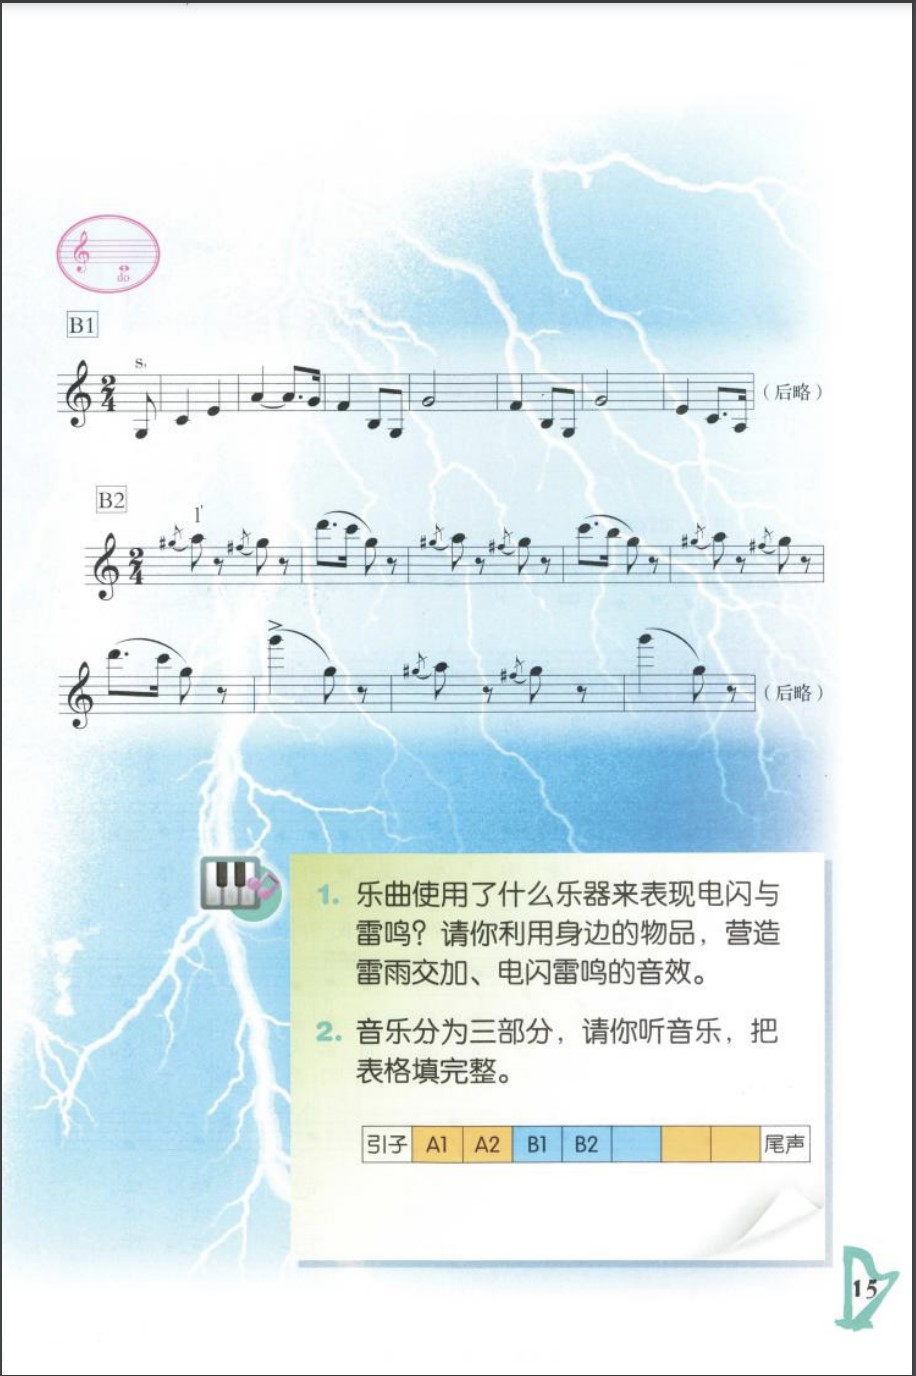 do
B1
s,
2
4
（后略）
B2
l'
2
4
（后略）
1. 乐曲使用了什么乐器来表现电闪与
雷鸣？请你利用身边的物品，营造
雷雨交加、电闪雷鸣的音效。
2. 音乐分为三部分，请你听音乐，把
表格填完整。
引子 A1 A2 B1 B2 尾声
15